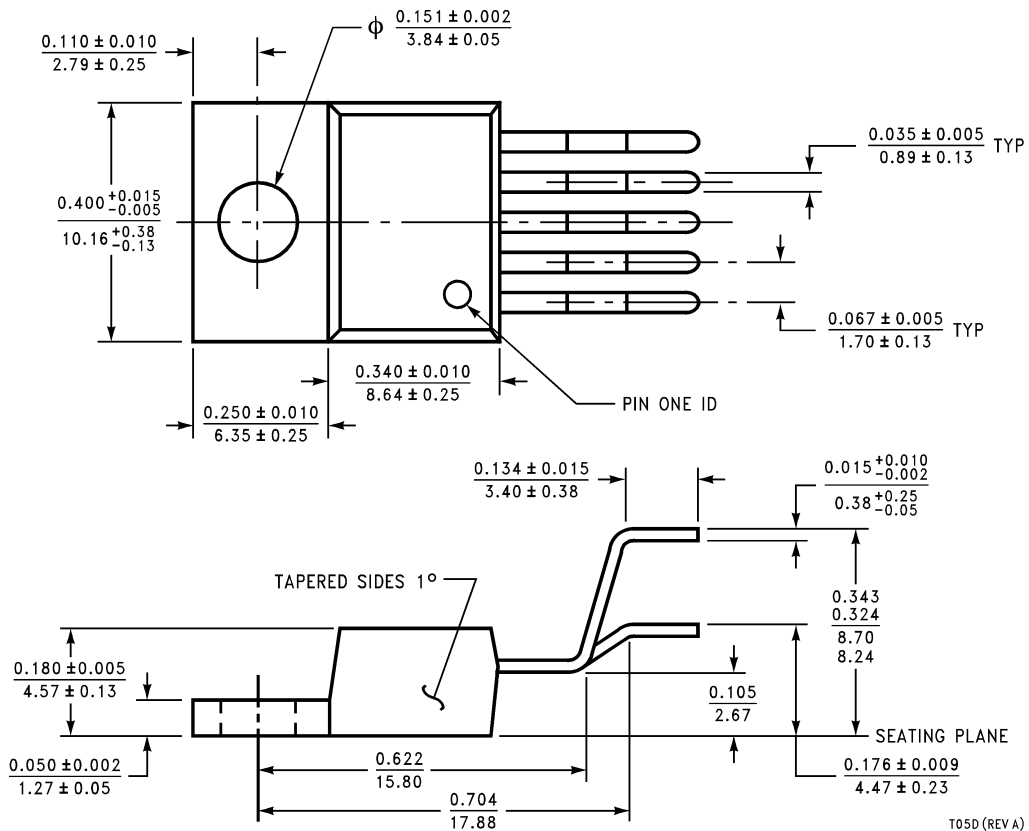 ϕ 0.151 ± 0.002
3.84 ± 0.05
0.110 ± 0.010
2.79 ± 0.25
0.035 ± 0.005 TYP
0.89 ± 0.13
0.400 +0.015 -0.005
10.16 +0.38 -0.13
0.067 ± 0.005 TYP
1.70 ± 0.13
0.340 ± 0.010
8.64 ± 0.25
0.250 ± 0.010
6.35 ± 0.25
PIN ONE ID
0.134 ± 0.015
3.40 ± 0.38
0.015 +0.010 -0.002
0.38 +0.25 -0.05
TAPERED SIDES 1°
0.343
0.324
8.70
8.24
0.180 ± 0.005
4.57 ± 0.13
0.105
2.67
SEATING PLANE
0.050 ± 0.002
1.27 ± 0.05
0.622
15.80
0.176 ± 0.009
4.47 ± 0.23
0.704
17.88
T05D (REV A)